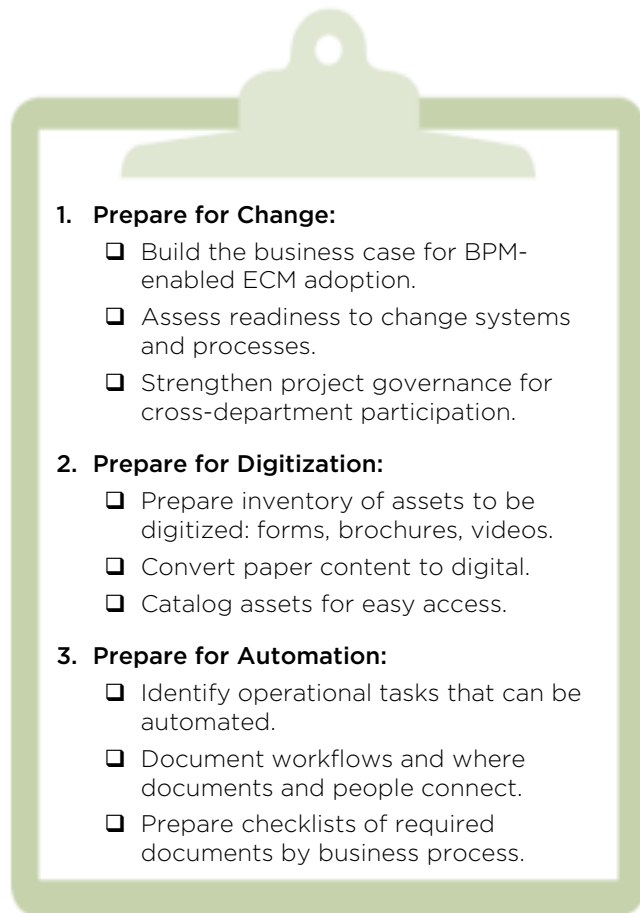 1. Prepare for Change:
❑ Build the business case for BPM-
enabled ECM adoption.
❑ Assess readiness to change systems
and processes.
❑ Strengthen project governance for
cross-department participation.
2. Prepare for Digitization:
❑ Prepare inventory of assets to be
digitized: forms, brochures, videos.
❑ Convert paper content to digital.
❑ Catalog assets for easy access.
3. Prepare for Automation:
❑ Identify operational tasks that can be
automated.
❑ Document workflows and where
documents and people connect.
❑ Prepare checklists of required
documents by business process.